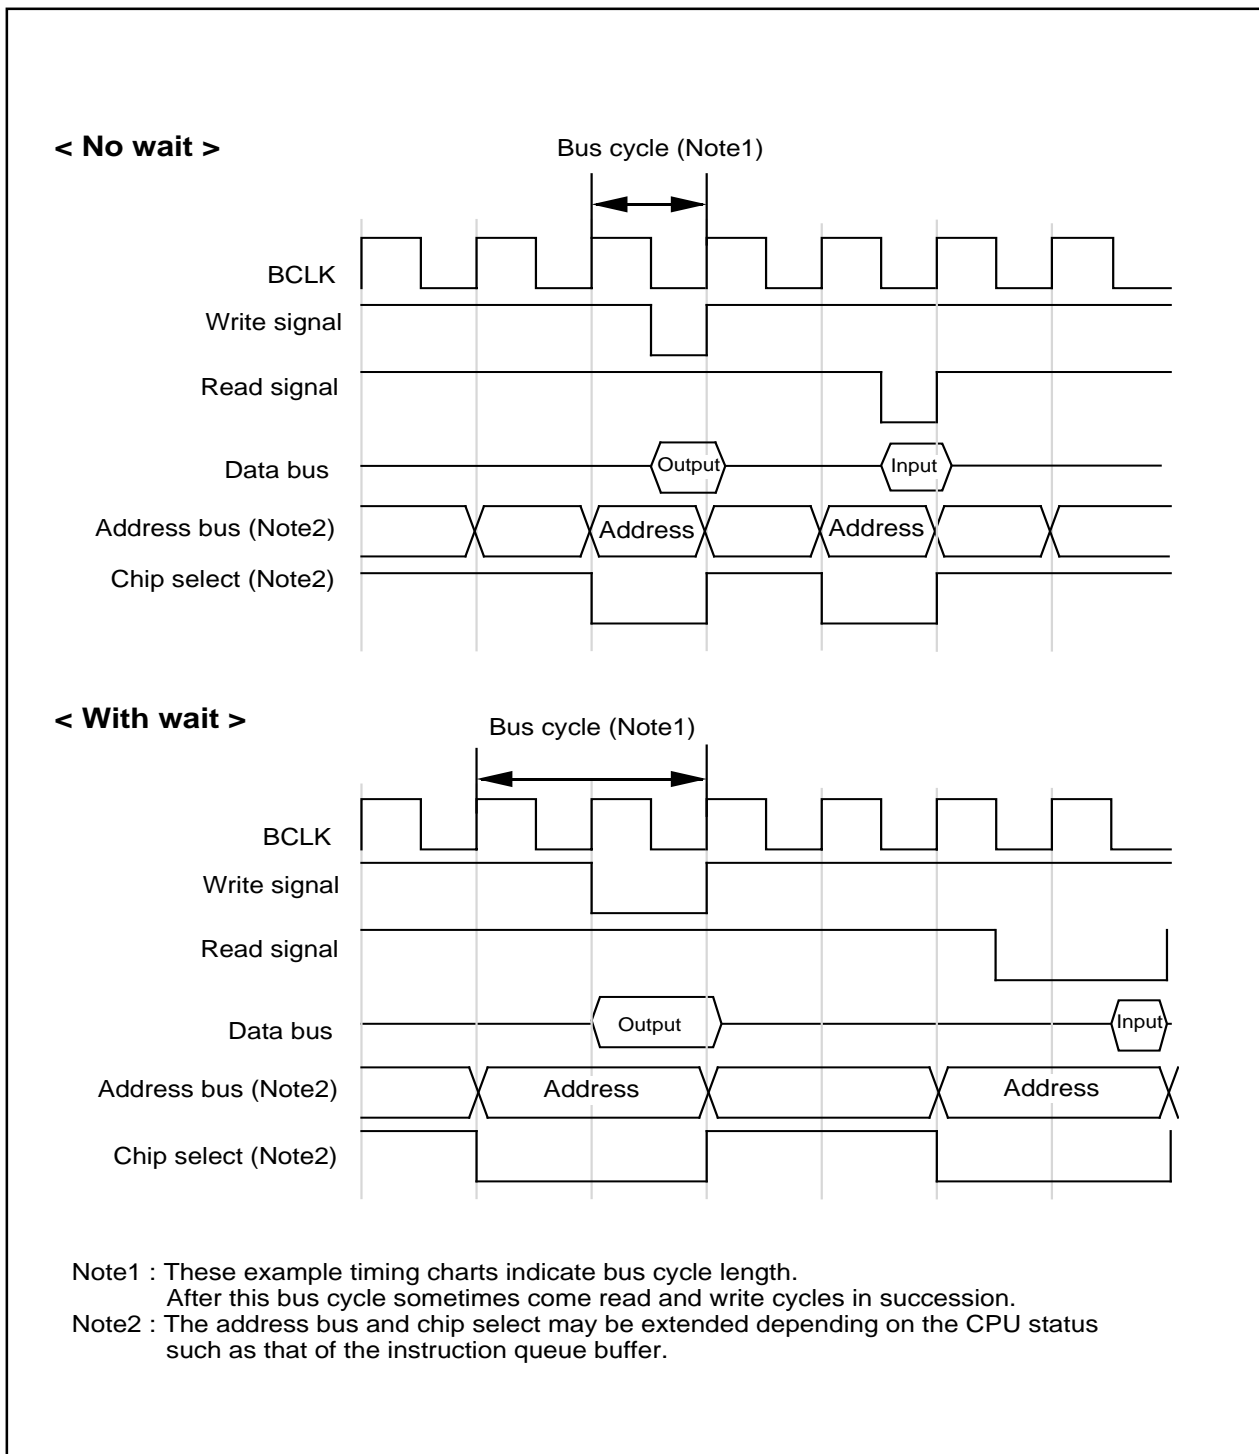 < No wait >
Bus cycle (Note1)
BCLK
Write signal
Read signal
Data bus
Output
Input
Address bus (Note2)
Address
Address
Chip select (Note2)
< With wait >
Bus cycle (Note1)
BCLK
Write signal
Read signal
Data bus
Output
Input
Address bus (Note2)
Address
Address
Chip select (Note2)
Note1 : These example timing charts indicate bus cycle length.
After this bus cycle sometimes come read and write cycles in succession.
Note2 : The address bus and chip select may be extended depending on the CPU status
such as that of the instruction queue buffer.